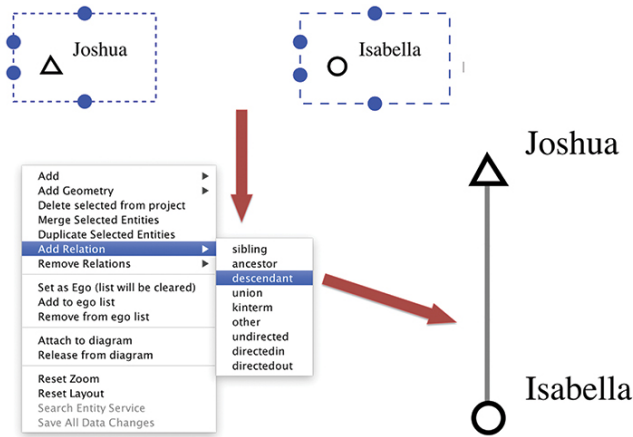 Joshua
Isabella
Joshua
Add
Add Geometry
Delete selected from project
Merge Selected Entities
Duplicate Selected Entities
Add Relation
Remove Relations
Set as Ego (list will be cleared)
Add to ego list
Remove from ego list
Attach to diagram
Release from diagram
Reset Zoom
Reset Layout
Search Entity Service
Save All Data Changes
sibling
ancestor
descendant
union
kinterm
other
undirected
directedin
directedout
Isabella